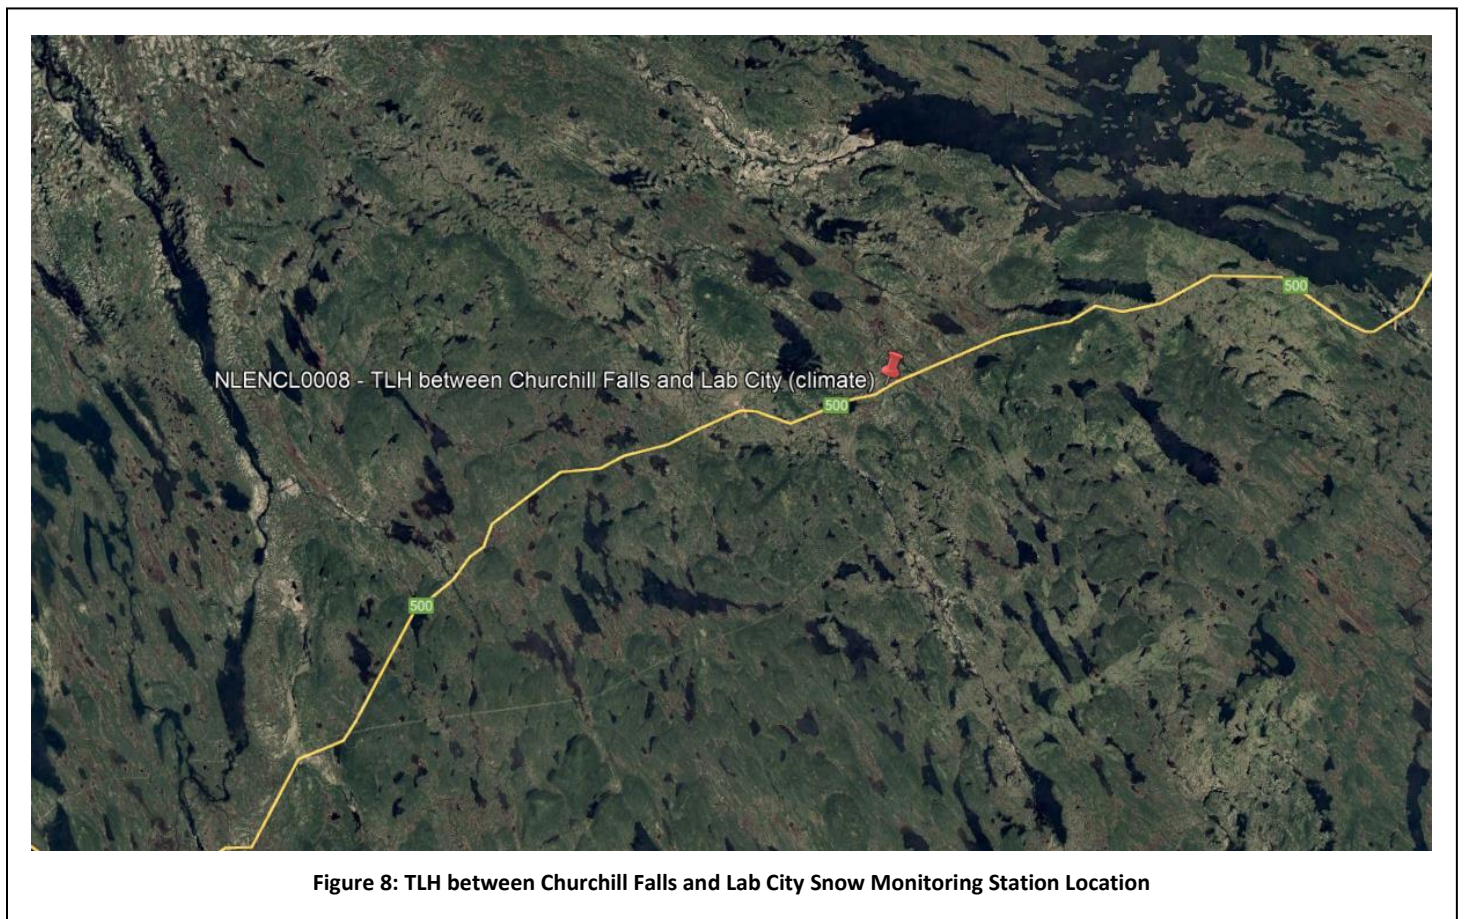 500
NLENCL0008 - TLH between Churchill Falls and Lab City (climate)
500
500
Figure 8: TLH between Churchill Falls and Lab City Snow Monitoring Station Location